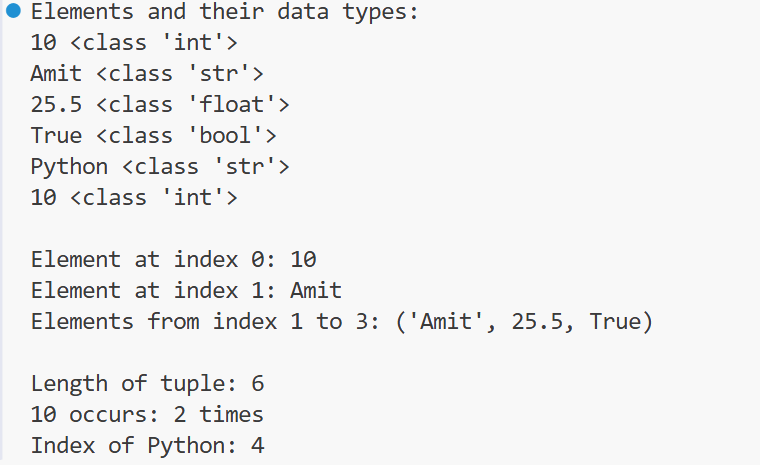 Elements and their data types:
10 <class 'int'>
Amit <class 'str'>
25.5 <class 'float'>
True <class 'bool'>
Python <class 'str'>
10 <class 'int'>
Element at index 0: 10
Element at index 1: Amit
Elements from index 1 to 3: ('Amit', 25.5, True)
Length of tuple: 6
10 occurs: 2 times
Index of Python: 4